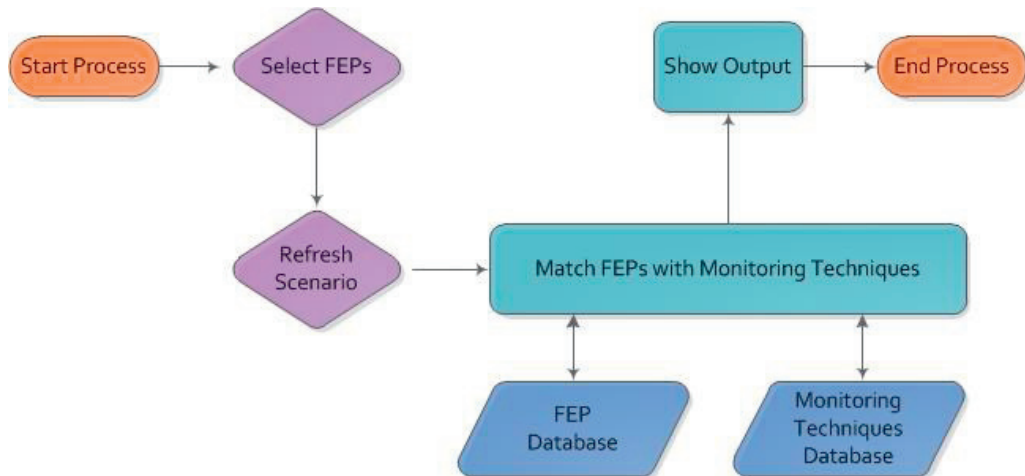 Start Process
Select FEPs
Show Output
End Process
Refresh
Scenario
Match FEPs with Monitoring Techniques
FEP
Database
Monitoring
Techniques
Database